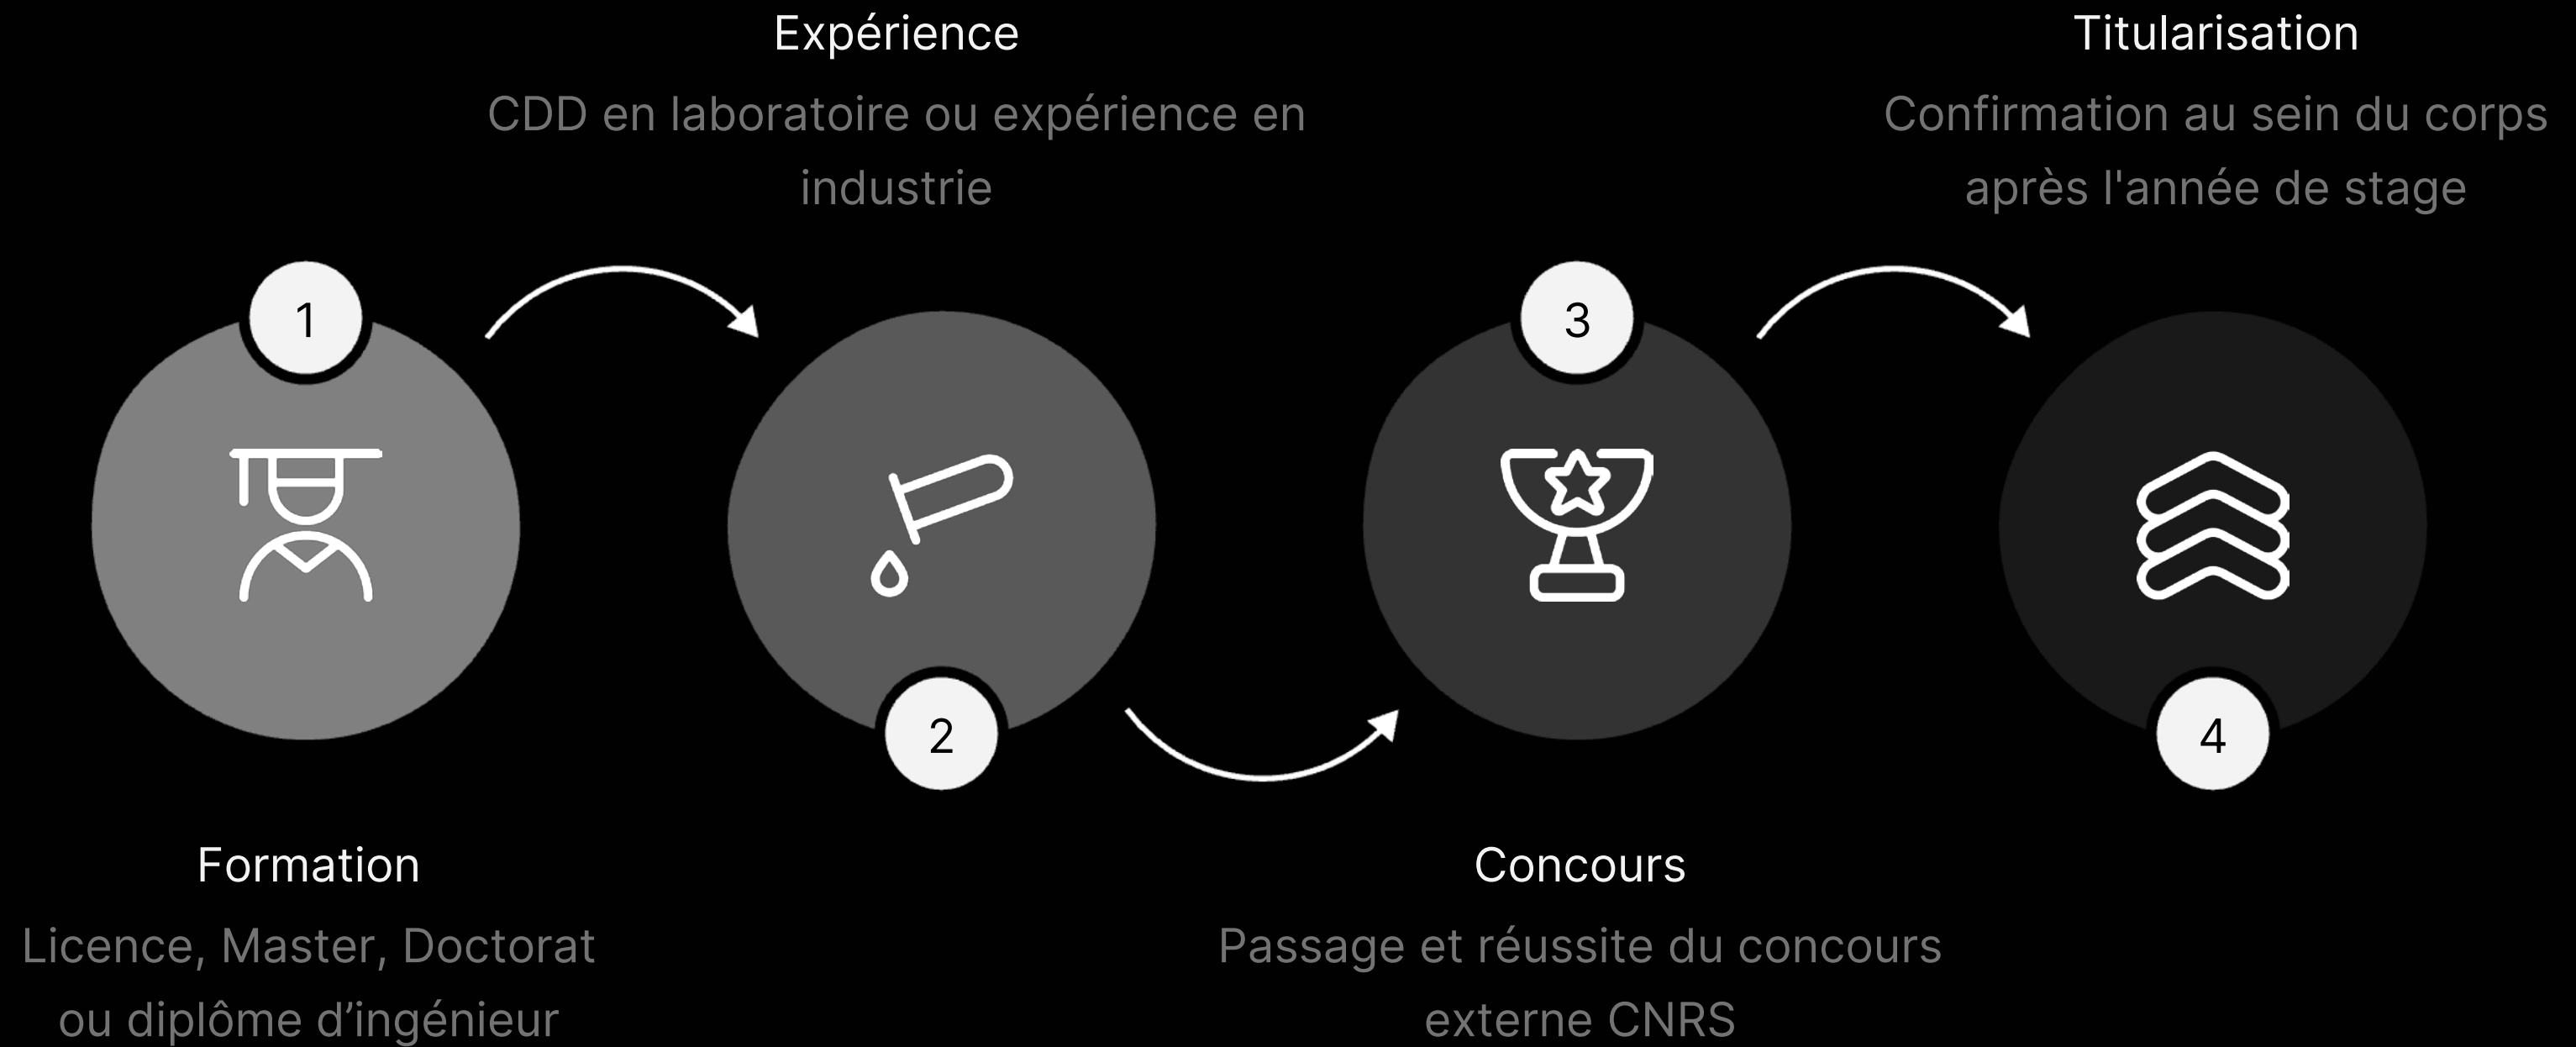 Expérience
CDD en laboratoire ou expérience en
industrie
Titularisation
Confirmation au sein du corps
après l'année de stage
1
3
2
4
Formation
Licence, Master, Doctorat
ou diplôme d’ingénieur
Concours
Passage et réussite du concours
externe CNRS